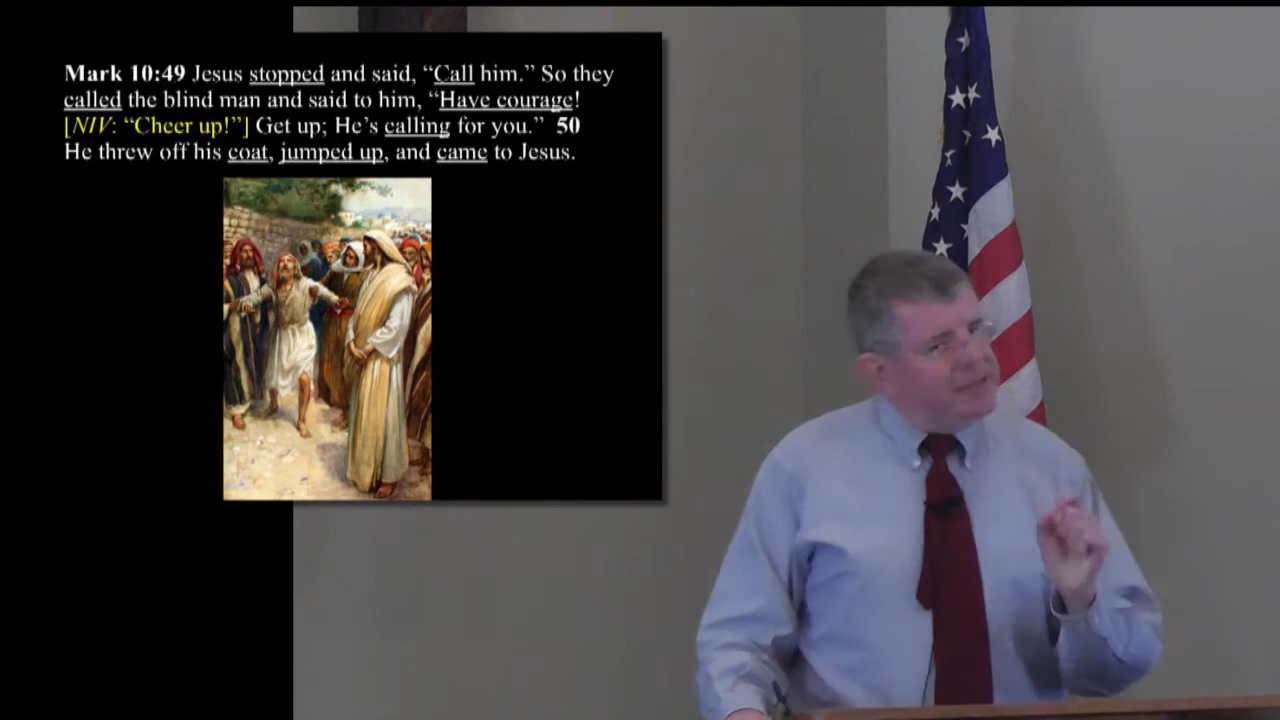 Mark 10:49 Jesus stopped and said, “Call him.” So they
called the blind man and said to him, “Have courage!
[NIV: “Cheer up!”] Get up; He’s calling for you.” 50
He threw off his coat, jumped up, and came to Jesus.